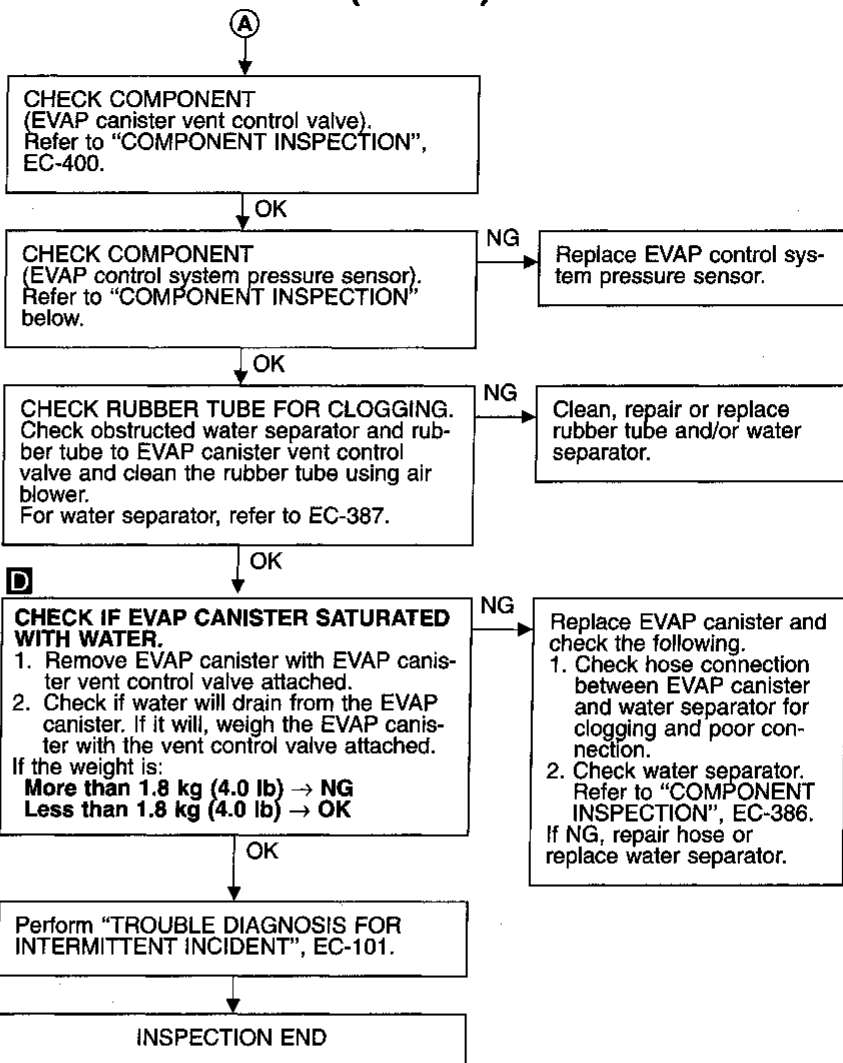 A
CHECK COMPONENT
(EVAP canister vent control valve).
Refer to “COMPONENT INSPECTION”,
EC-400.
OK
CHECK COMPONENT
(EVAP control system pressure sensor).
Refer to “COMPONENT INSPECTION”
below.
NG
Replace EVAP control sys-
tem pressure sensor.
OK
CHECK RUBBER TUBE FOR CLOGGING.
Check obstructed water separator and rub-
ber tube to EVAP canister vent control
valve and clean the rubber tube using air
blower.
For water separator, refer to EC-387.
NG
Clean, repair or replace
rubber tube and/or water
separator.
OK
D
CHECK IF EVAP CANISTER SATURATED
WITH WATER.
1. Remove EVAP canister with EVAP canis-
ter vent control valve attached.
2. Check if water will drain from the EVAP
canister. If it will, weigh the EVAP canis-
ter with the vent control valve attached.
If the weight is:
More than 1.8 kg (4.0 lb) → NG
Less than 1.8 kg (4.0 lb) → OK
NG
Replace EVAP canister and
check the following.
1. Check hose connection
between EVAP canister
and water separator for
clogging and poor con-
nection.
2. Check water separator.
Refer to “COMPONENT
INSPECTION”, EC-386.
If NG, repair hose or
replace water separator.
OK
Perform “TROUBLE DIAGNOSIS FOR
INTERMITTENT INCIDENT”, EC-101.
INSPECTION END